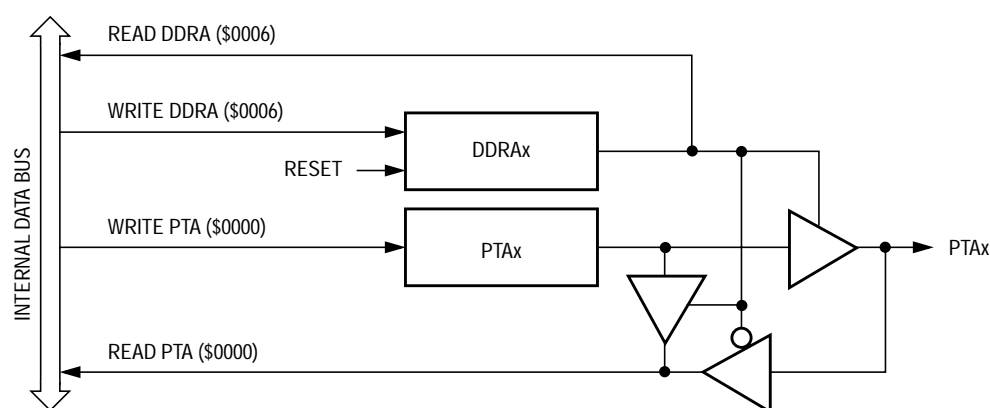 READ DDRA ($0006)
WRITE DDRA ($0006)
DDRAx
RESET
WRITE PTA ($0000)
PTAx
PTAx
READ PTA ($0000)
INTERNAL DATA BUS